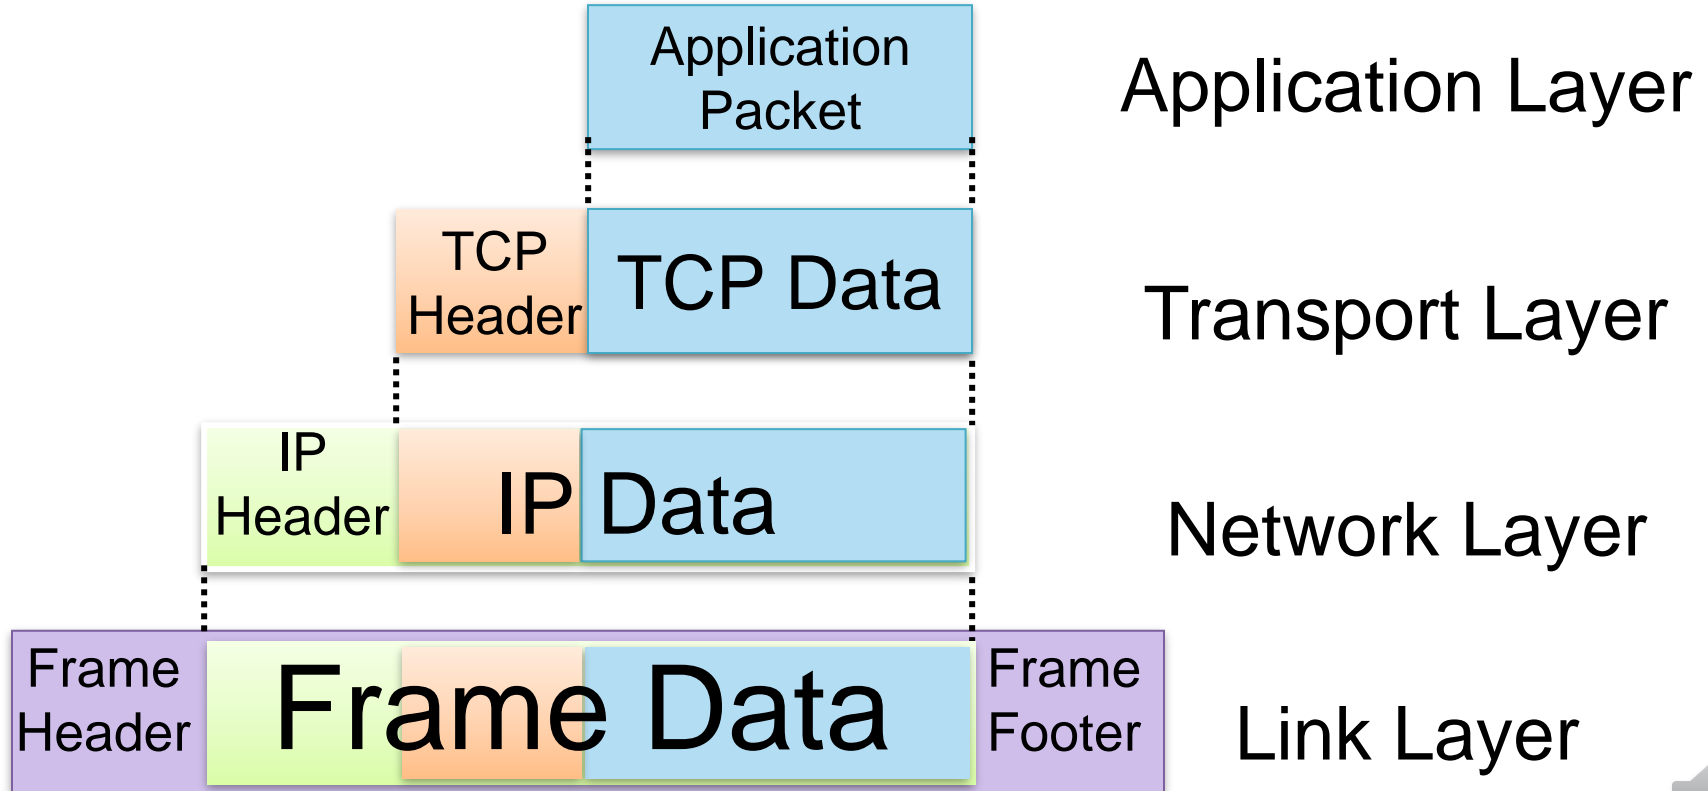 Application
Packet
Application Layer
TCP
Header
TCP Data
Transport Layer
IP
Header
IP Data
Network Layer
Frame
Header
Frame Data
Frame
Footer
Link Layer